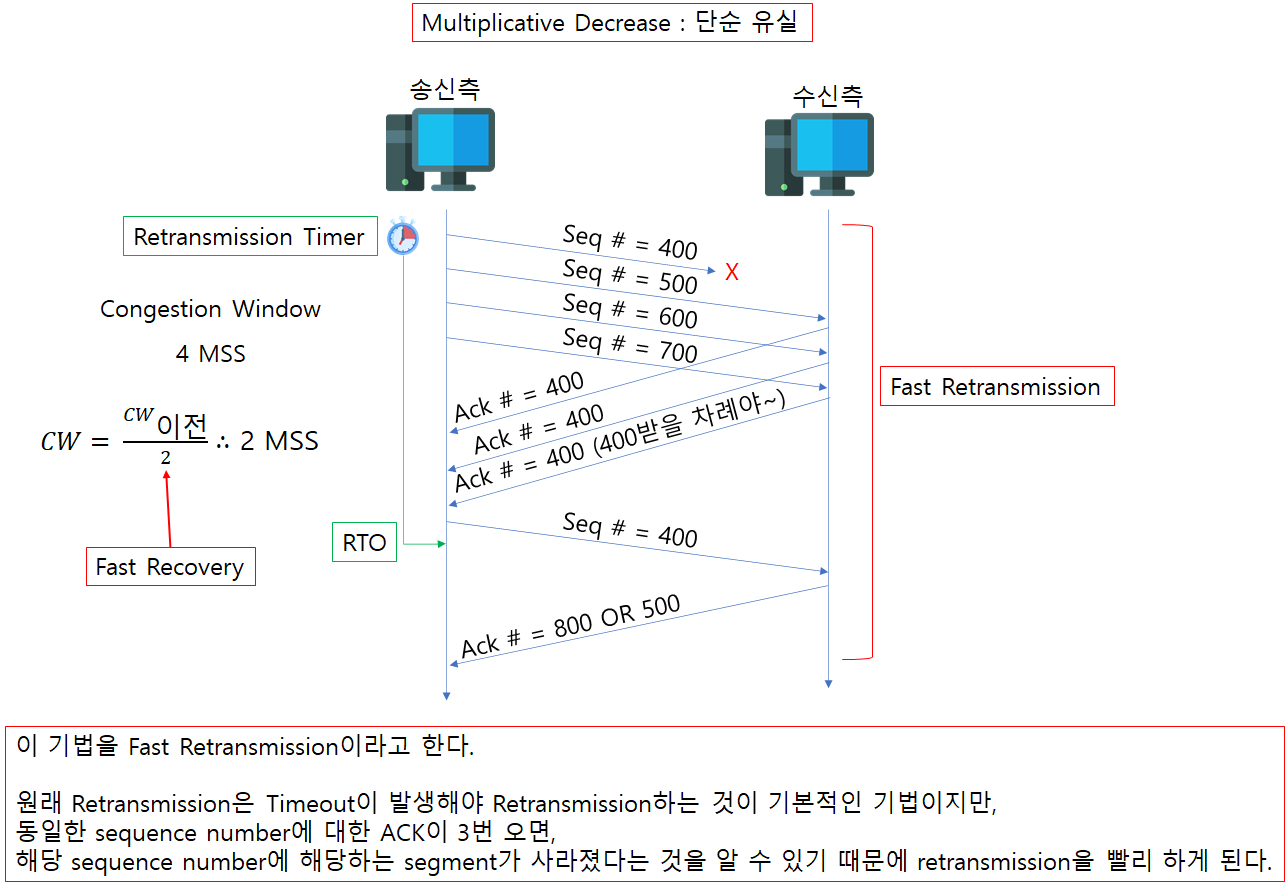 Multiplicative Decrease : 단순 유실
송신측
수신측
Retransmission Timer
Seq # = 400
X
Seq # = 500
Seq # = 600
Seq # = 700
Congestion Window
4 MSS
Fast Retransmission
Ack # = 400
Ack # = 400
Ack # = 400 (400받을 차례야~)
CW = CW이전 / 2 ∴ 2 MSS
Seq # = 400
RTO
Fast Recovery
Ack # = 800 OR 500
이 기법을 Fast Retransmission이라고 한다.
원래 Retransmission은 Timeout이 발생해야 Retransmission하는 것이 기본적인 기법이지만,
동일한 sequence number에 대한 ACK이 3번 오면,
해당 sequence number에 해당하는 segment가 사라졌다는 것을 알 수 있기 때문에 retransmission을 빨리 하게 된다.